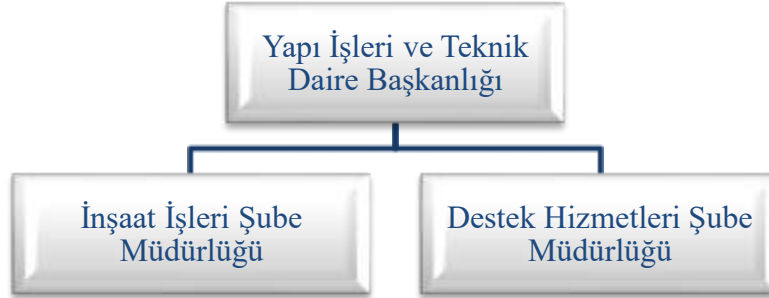 Yapı İşleri ve Teknik
Daire Başkanlığı
İnşaat İşleri Şube
Müdürlüğü
Destek Hizmetleri Şube
Müdürlüğü